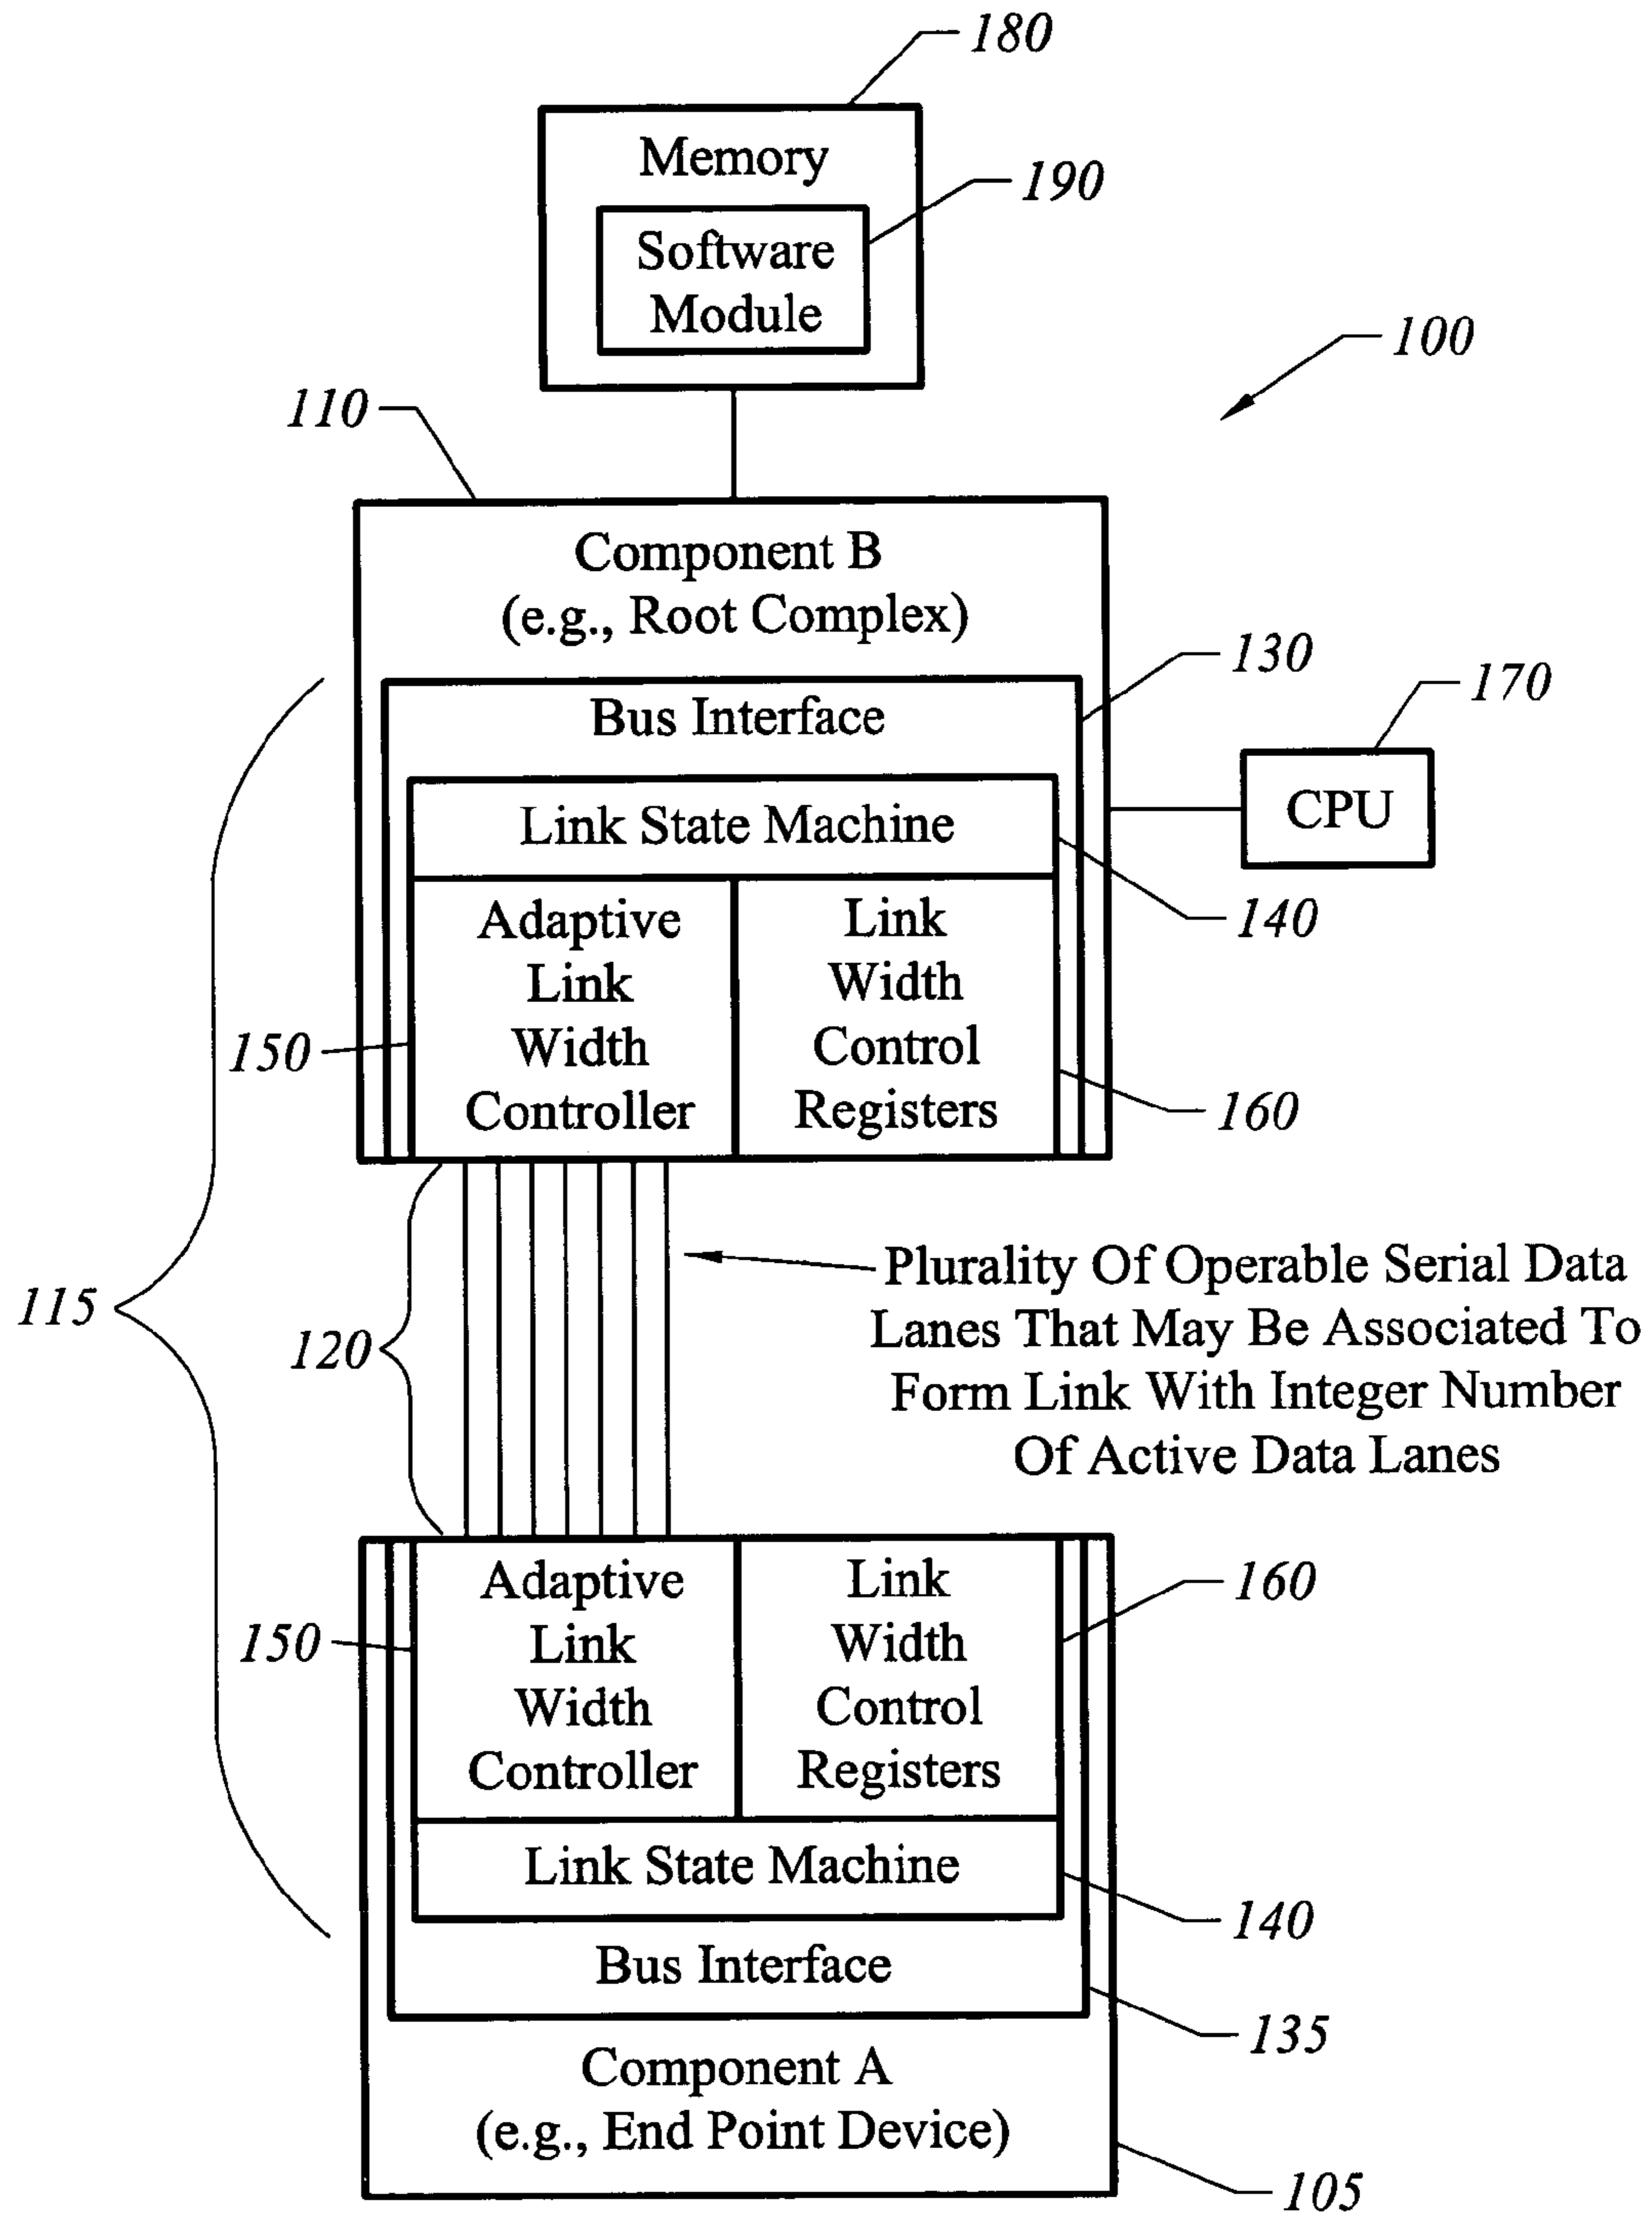 180
Memory
190
Software
Module
100
110
Component B
(e.g., Root Complex)
130
170
Bus Interface
CPU
Link State Machine
140
Adaptive
Link
Width
Controller
Link
Width
Control
Registers
150
160
115
120
Plurality Of Operable Serial Data
Lanes That May Be Associated To
Form Link With Integer Number
Of Active Data Lanes
Adaptive
Link
Width
Controller
Link
Width
Control
Registers
160
150
Link State Machine
140
Bus Interface
135
Component A
(e.g., End Point Device)
105